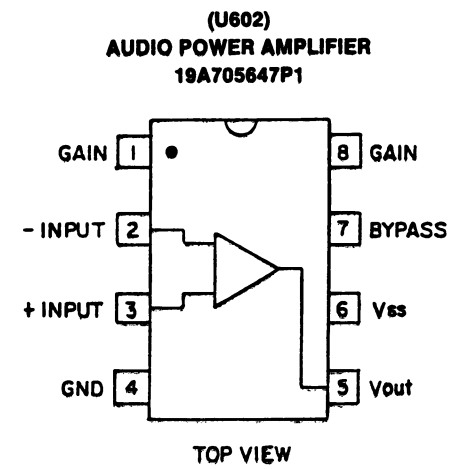 (U602)
AUDIO POWER AMPLIFIER
19A705647P1
GAIN 1 8 GAIN
- INPUT 2 7 BYPASS
+ INPUT 3 6 Vss
GND 4 5 Vout
TOP VIEW